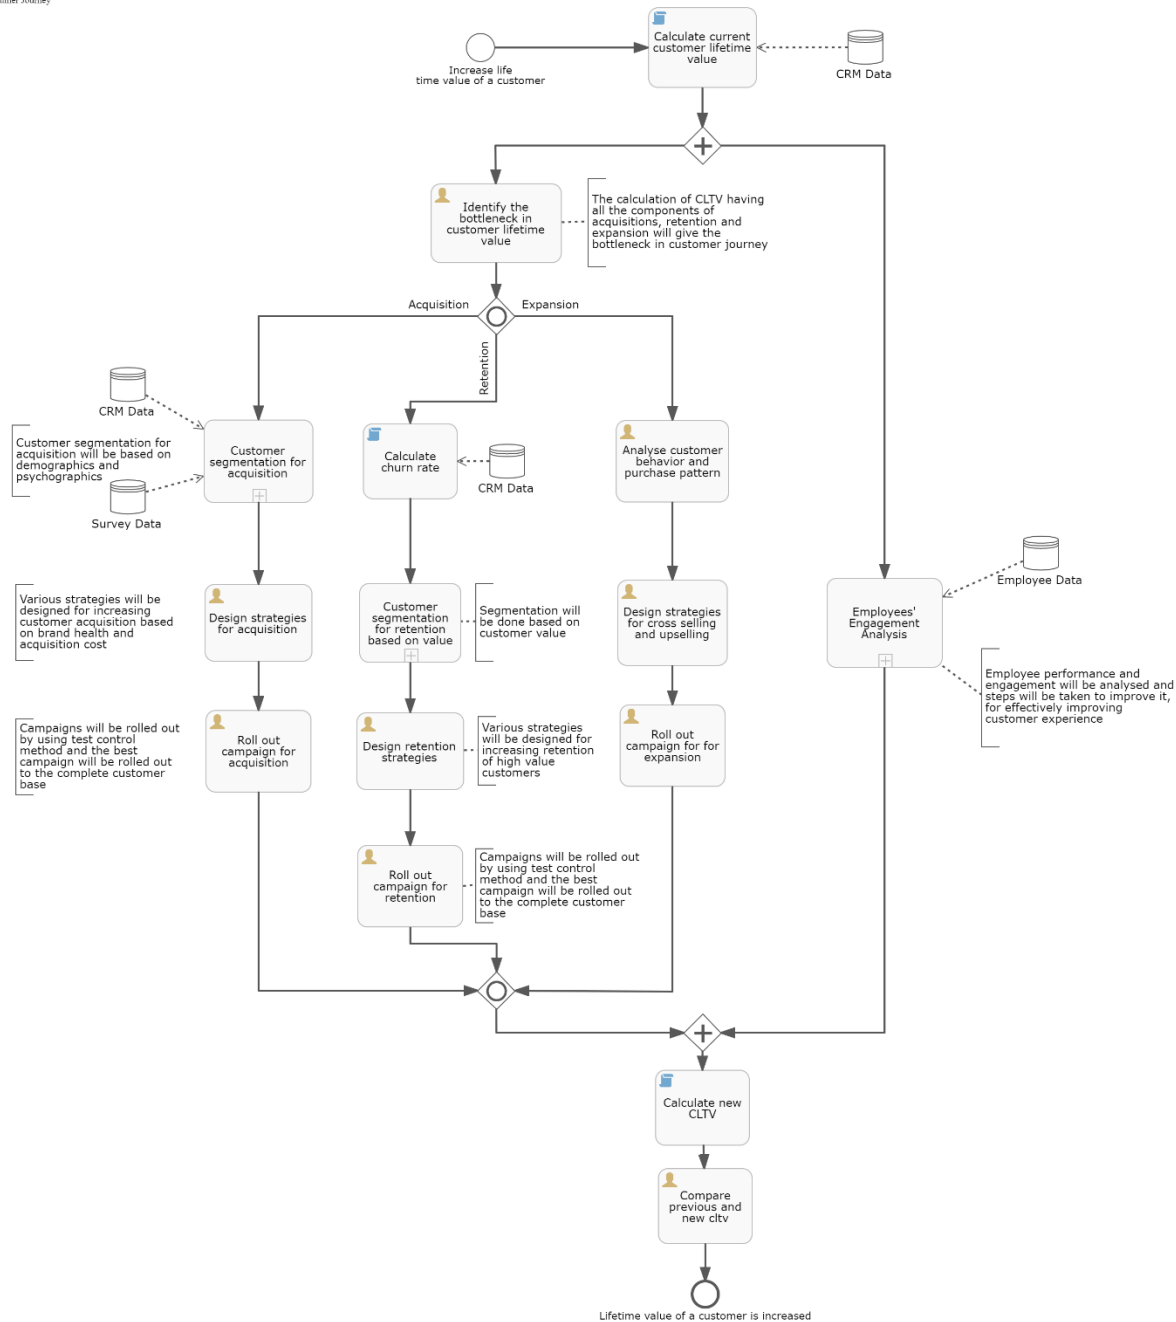 Journey
Calculate current
customer lifetime
value
CRM Data
Increase life
time value of a customer
Identify the
bottleneck in
customer lifetime
value
The calculation of CLTV having
all the components of
acquisitions, retention and
expansion will give the
bottleneck in customer journey
Acquisition
Expansion
Retention
CRM Data
Customer segmentation for
acquisition will be based on
demographics and
psychographics
Survey Data
Customer
segmentation for
acquisition
Calculate
churn rate
CRM Data
Analyse customer
behavior and
purchase pattern
Employee Data
Various strategies will be
designed for increasing
customer acquisition based
on brand health and
acquisition cost
Design strategies
for acquisition
Customer
segmentation
for retention
based on value
Segmentation will
be done based on
customer value
Design strategies
for cross selling
and upselling
Employees'
Engagement
Analysis
Employee performance and
engagement will be analysed and
steps will be taken to improve it,
for effectively improving
customer experience
Campaigns will be rolled out
by using test control
method and the best
campaign will be rolled out
to the complete customer
base
Roll out
campaign for
acquisition
Design retention
strategies
Various strategies
will be designed for
increasing retention
of high value
customers
Roll out
campaign for for
expansion
Roll out
campaign for
retention
Campaigns will be rolled out
by using test control
method and the best
campaign will be rolled out
to the complete customer
base
Calculate new
CLTV
Compare
previous and
new cltv
Lifetime value of a customer is increased